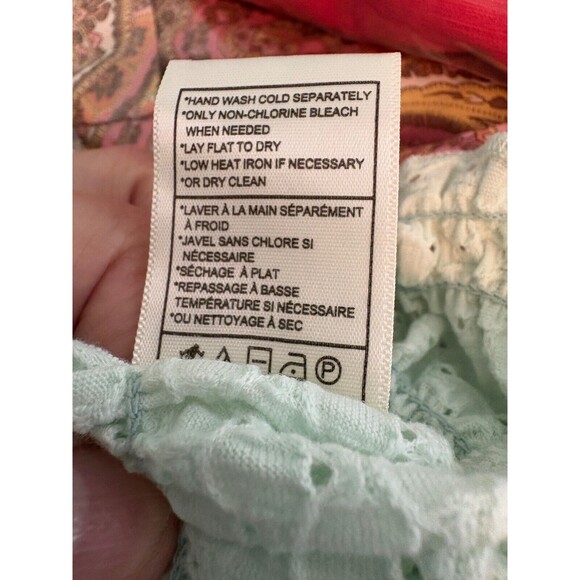 *HAND WASH COLD SEPARATELY
*ONLY NON-CHLORINE BLEACH
WHEN NEEDED
*LAY FLAT TO DRY
*LOW HEAT IRON IF NECESSARY
*OR DRY CLEAN
*LAVER À LA MAIN SÉPARÉMENT
À FROID
*JAVEL SANS CHLORE SI
NÉCESSAIRE
*SÉCHAGE À PLAT
*REPASSAGE À BASSE
TEMPÉRATURE SI NÉCESSAIRE
*OU NETTOYAGE À SEC
P